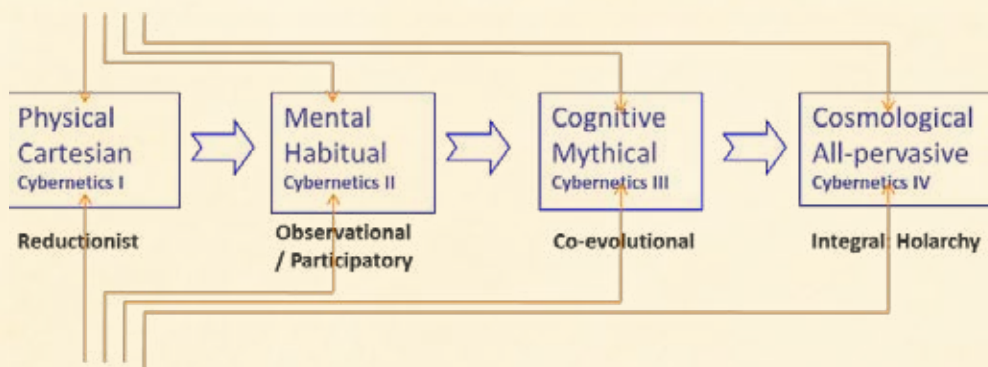 Physical
Cartesian
Cybernetics I
Mental
Habitual
Cybernetics II
Cognitive
Mythical
Cybernetics III
Cosmological
All-pervasive
Cybernetics IV
Reductionist
Observational
/ Participatory
Co-evolutional
Integral: Holarchy